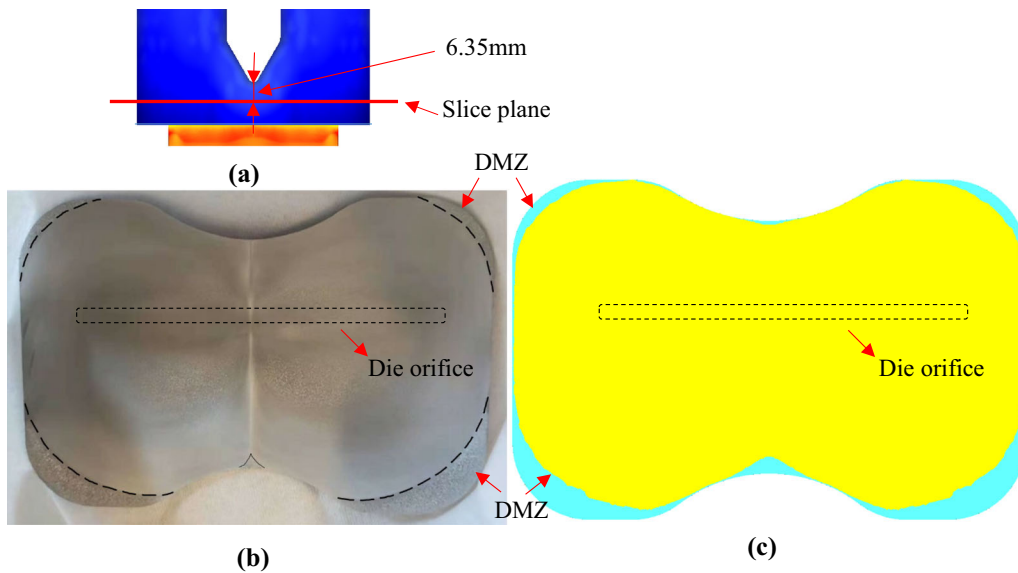 6.35mm
Slice plane
(a)
DMZ
Die orifice
Die orifice
DMZ
(b)
(c)